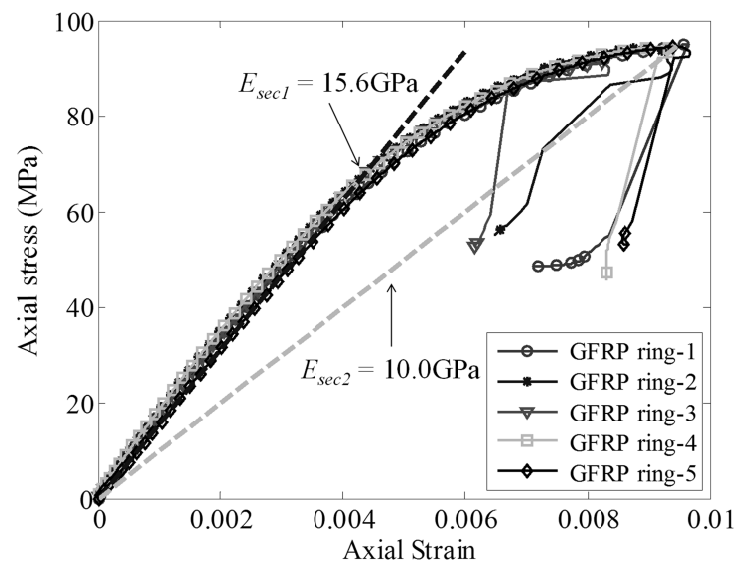 100
80
60
40
20
0
Axial stress (MPa)
E_sec1 = 15.6GPa
E_sec2 = 10.0GPa
GFRP ring-1
GFRP ring-2
GFRP ring-3
GFRP ring-4
GFRP ring-5
0 0.002 0.004 0.006 0.008 0.01
Axial Strain